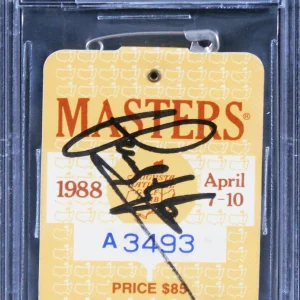 MASTERS
1988 April
7-10
A 3493
PRICE $85